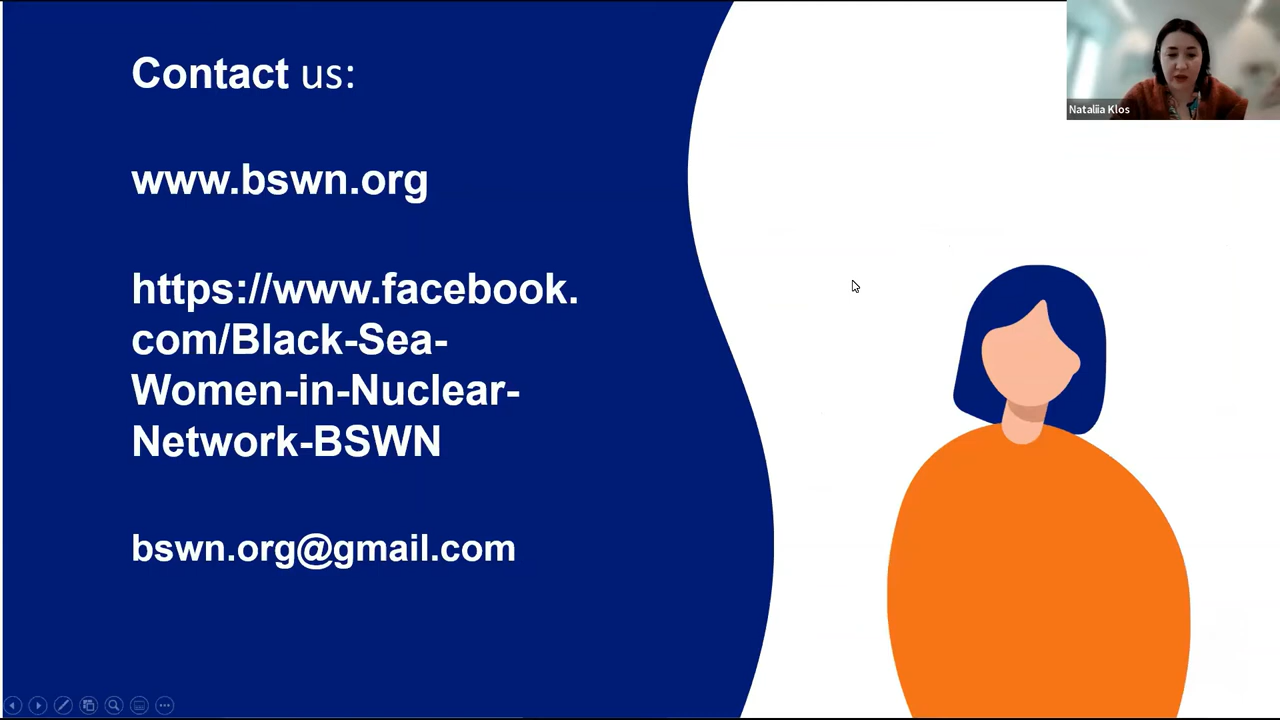 Contact us:
www.bswn.org
https://www.facebook.
com/Black-Sea-
Women-in-Nuclear-
Network-BSWN
bswn.org@gmail.com
Nataliia Klos